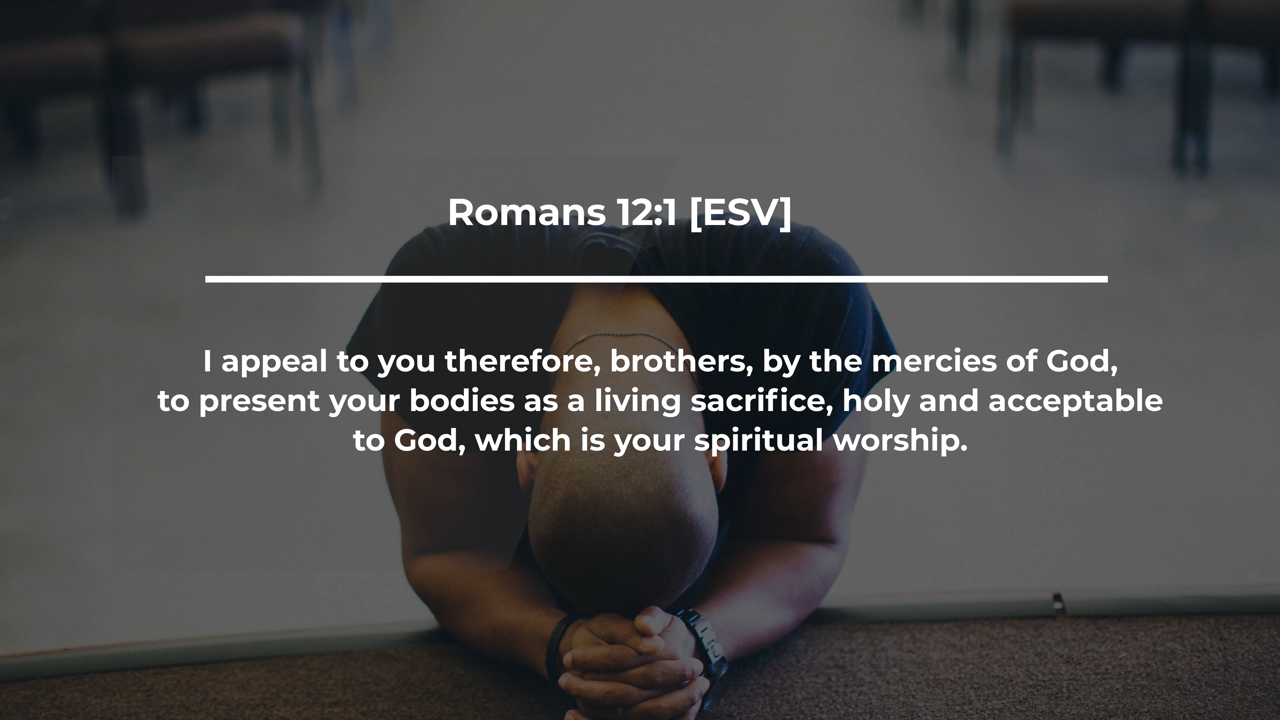 Romans 12:1 [ESV]
I appeal to you therefore, brothers, by the mercies of God,
to present your bodies as a living sacrifice, holy and acceptable
to God, which is your spiritual worship.